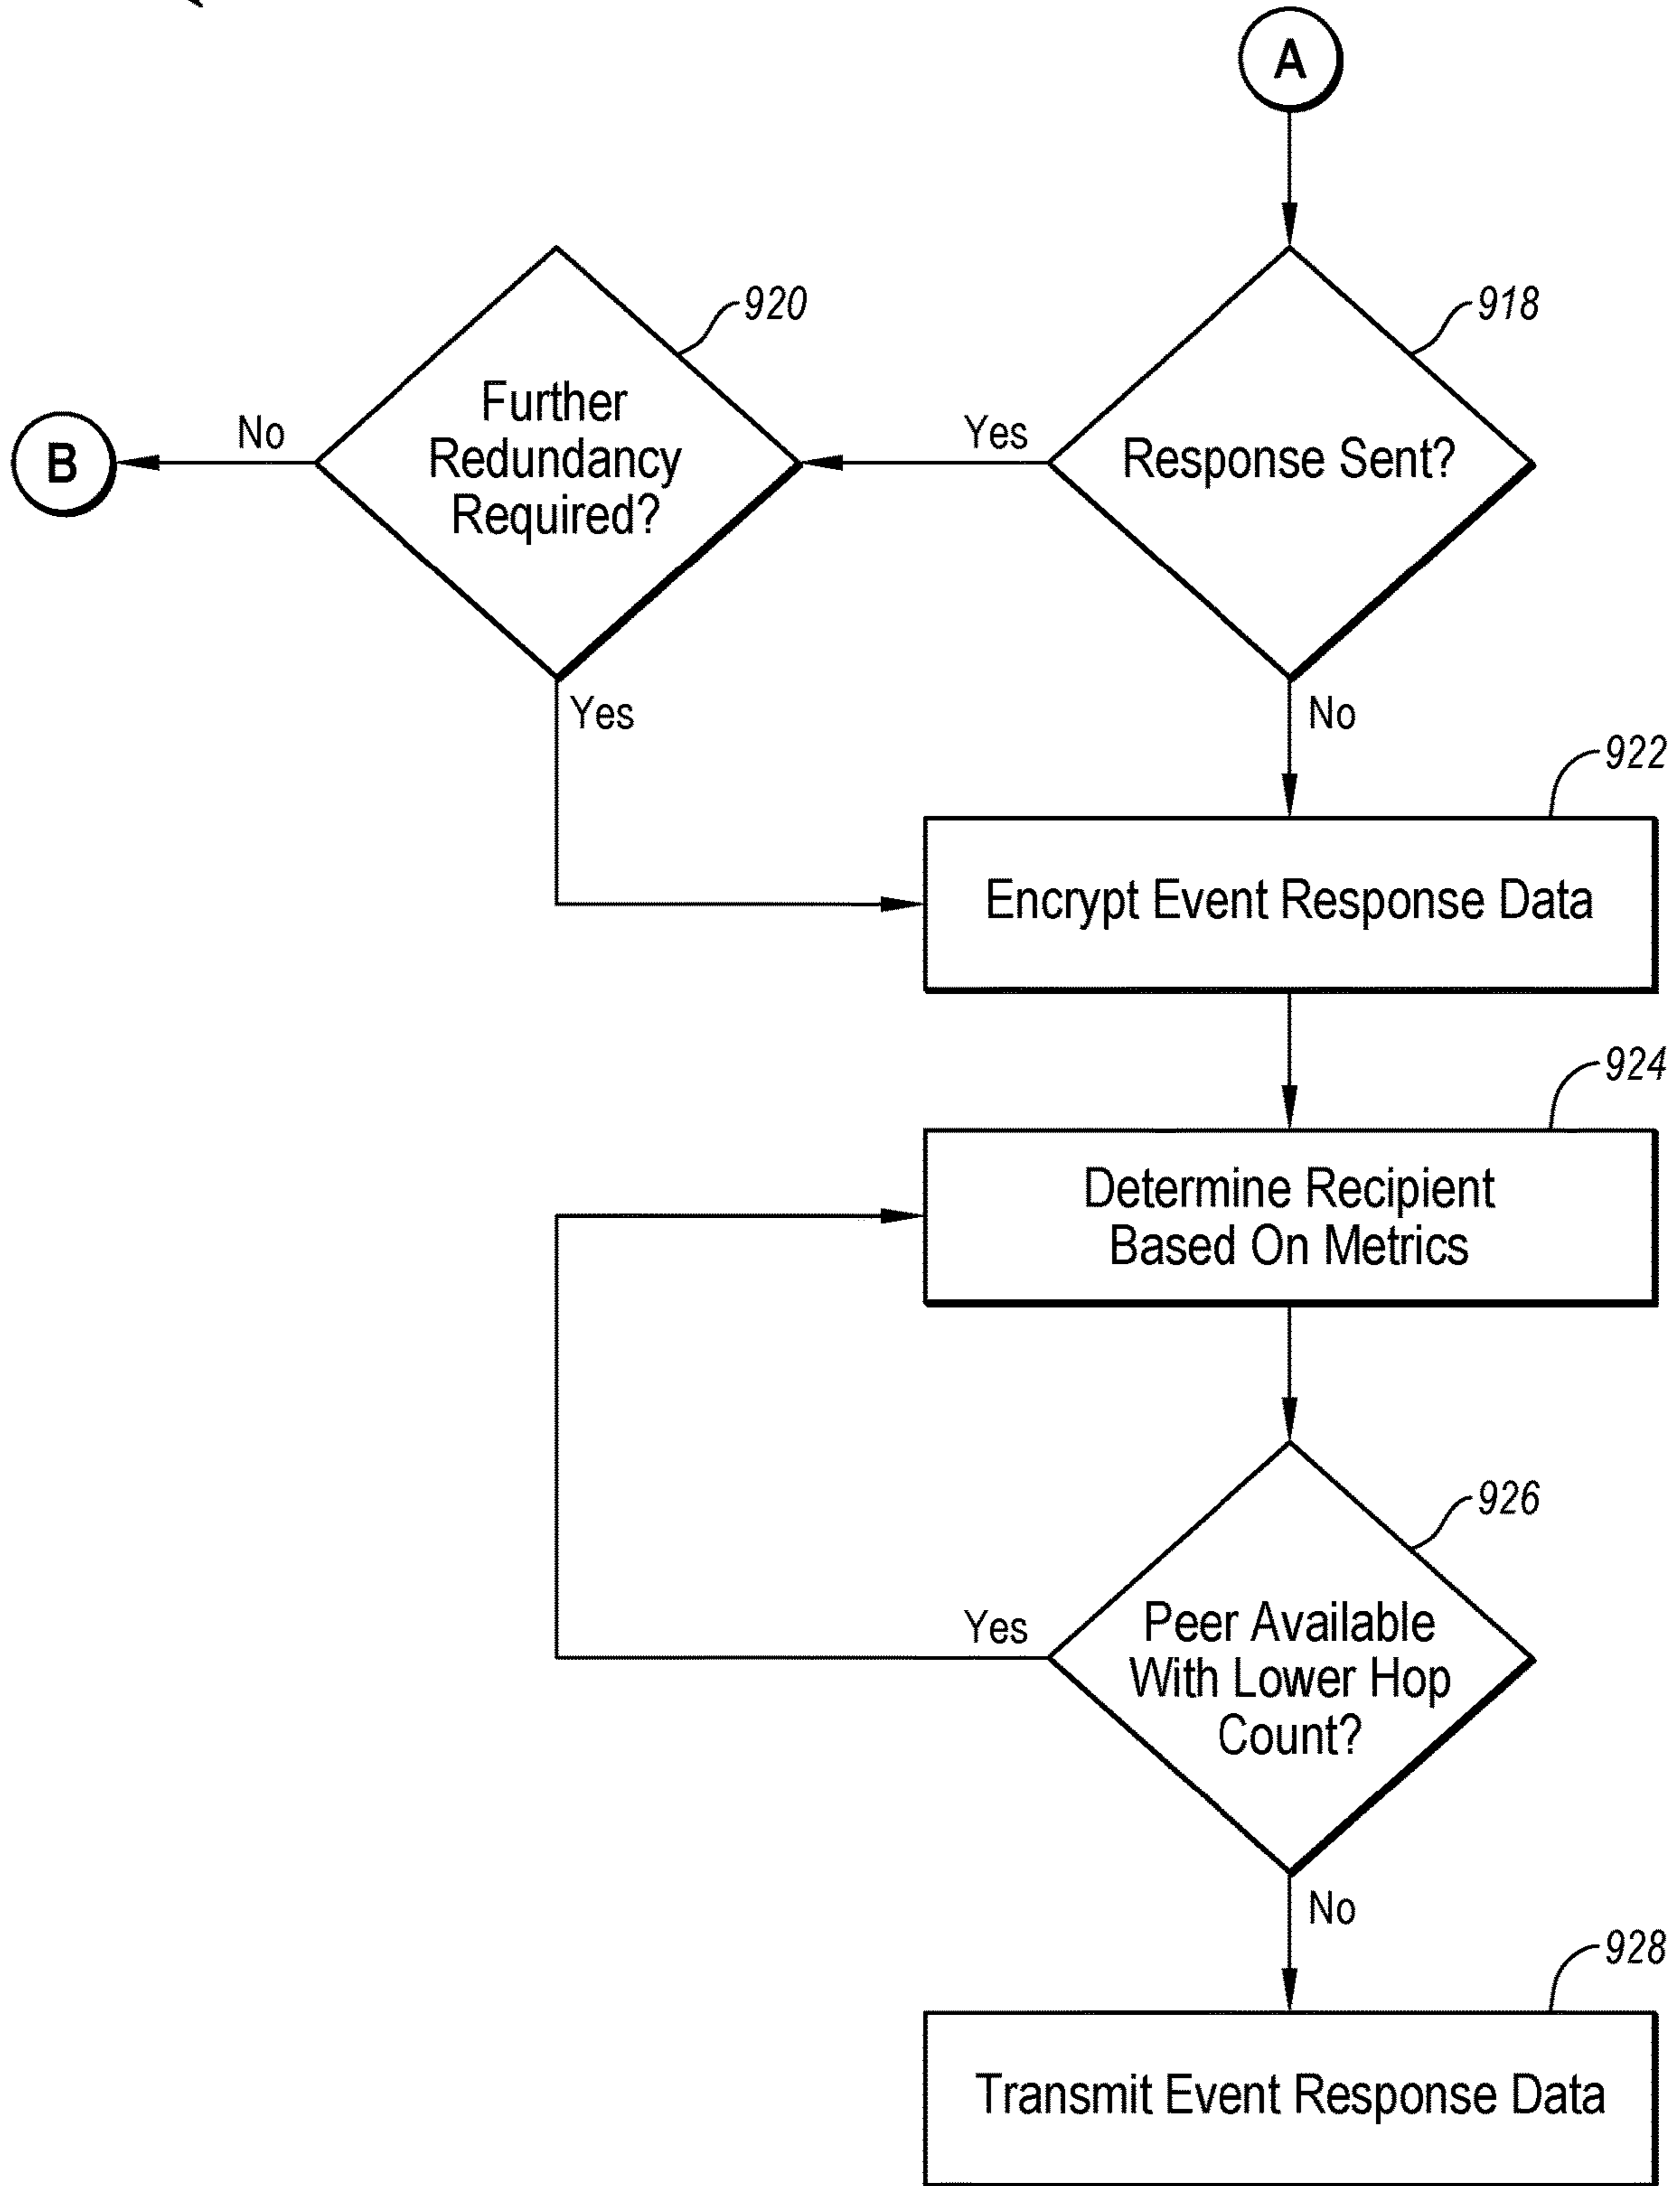 A
920
918
Further
Redundancy
Required?
No
B
Yes
Response Sent?
Yes
No
922
Encrypt Event Response Data
924
Determine Recipient
Based On Metrics
926
Yes
Peer Available
With Lower Hop
Count?
No
928
Transmit Event Response Data